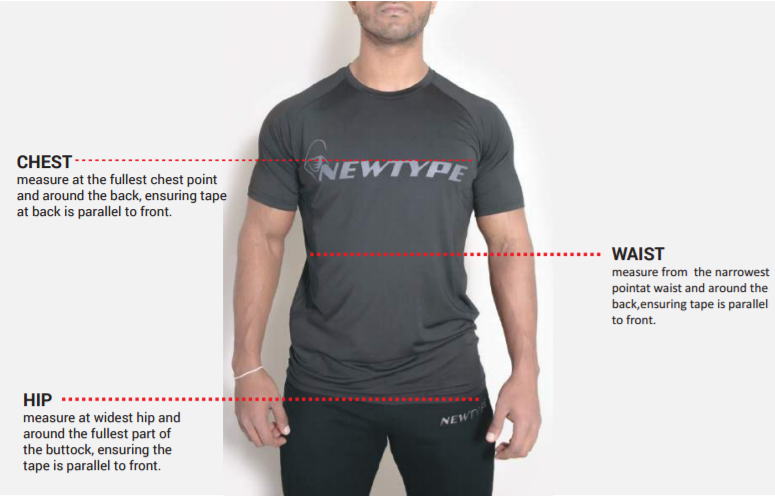 CHEST
measure at the fullest chest point
and around the back, ensuring tape
at back is parallel to front.
NEWTYPE
WAIST
measure from the narrowest
pointat waist and around the
back,ensuring tape is parallel
to front.
HIP
measure at widest hip and
around the fullest part of
the buttock, ensuring the
tape is parallel to front.
NEWTYPE